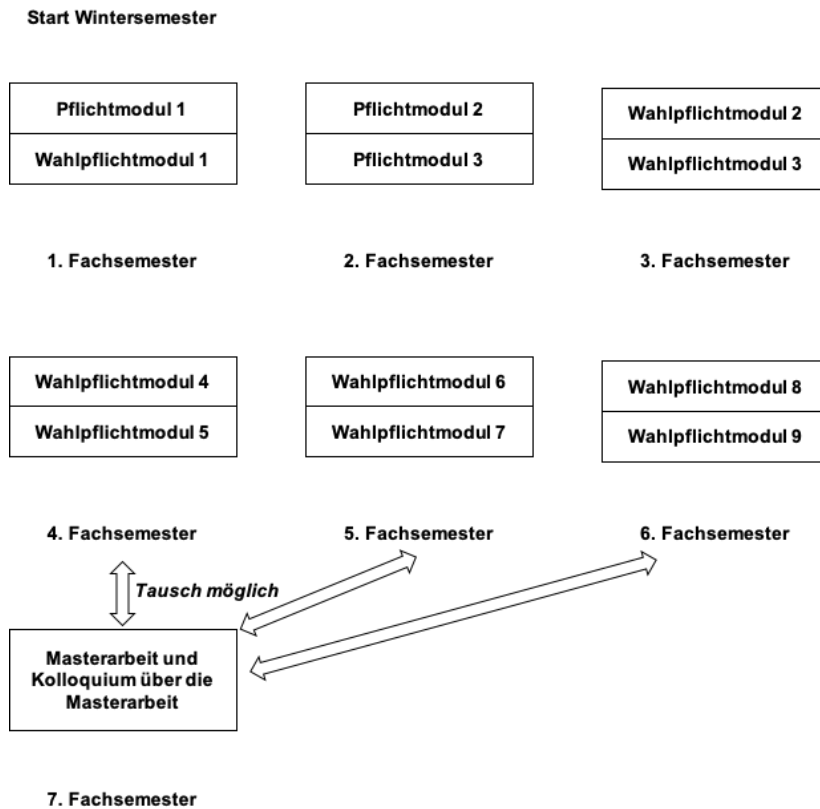 Start Wintersemester
Pflichtmodul 1
Wahlpflichtmodul 1
1. Fachsemester
Pflichtmodul 2
Pflichtmodul 3
2. Fachsemester
Wahlpflichtmodul 2
Wahlpflichtmodul 3
3. Fachsemester
Wahlpflichtmodul 4
Wahlpflichtmodul 5
4. Fachsemester
Wahlpflichtmodul 6
Wahlpflichtmodul 7
5. Fachsemester
Wahlpflichtmodul 8
Wahlpflichtmodul 9
6. Fachsemester
Tausch möglich
Masterarbeit und
Kolloquium über die
Masterarbeit
7. Fachsemester